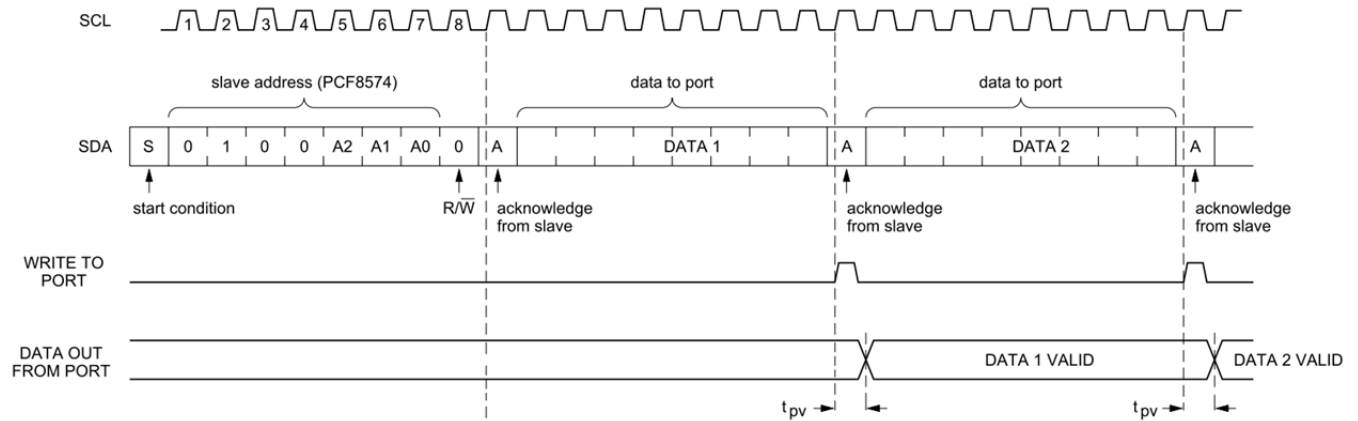 SCL
1 2 3 4 5 6 7 8
slave address (PCF8574)
data to port
data to port
SDA
S 0 1 0 0 A2 A1 A0 0 A DATA 1 A DATA 2 A
start condition
R/W̅
acknowledge
from slave
acknowledge
from slave
acknowledge
from slave
WRITE TO
PORT
DATA OUT
FROM PORT
DATA 1 VALID
DATA 2 VALID
tpv
tpv